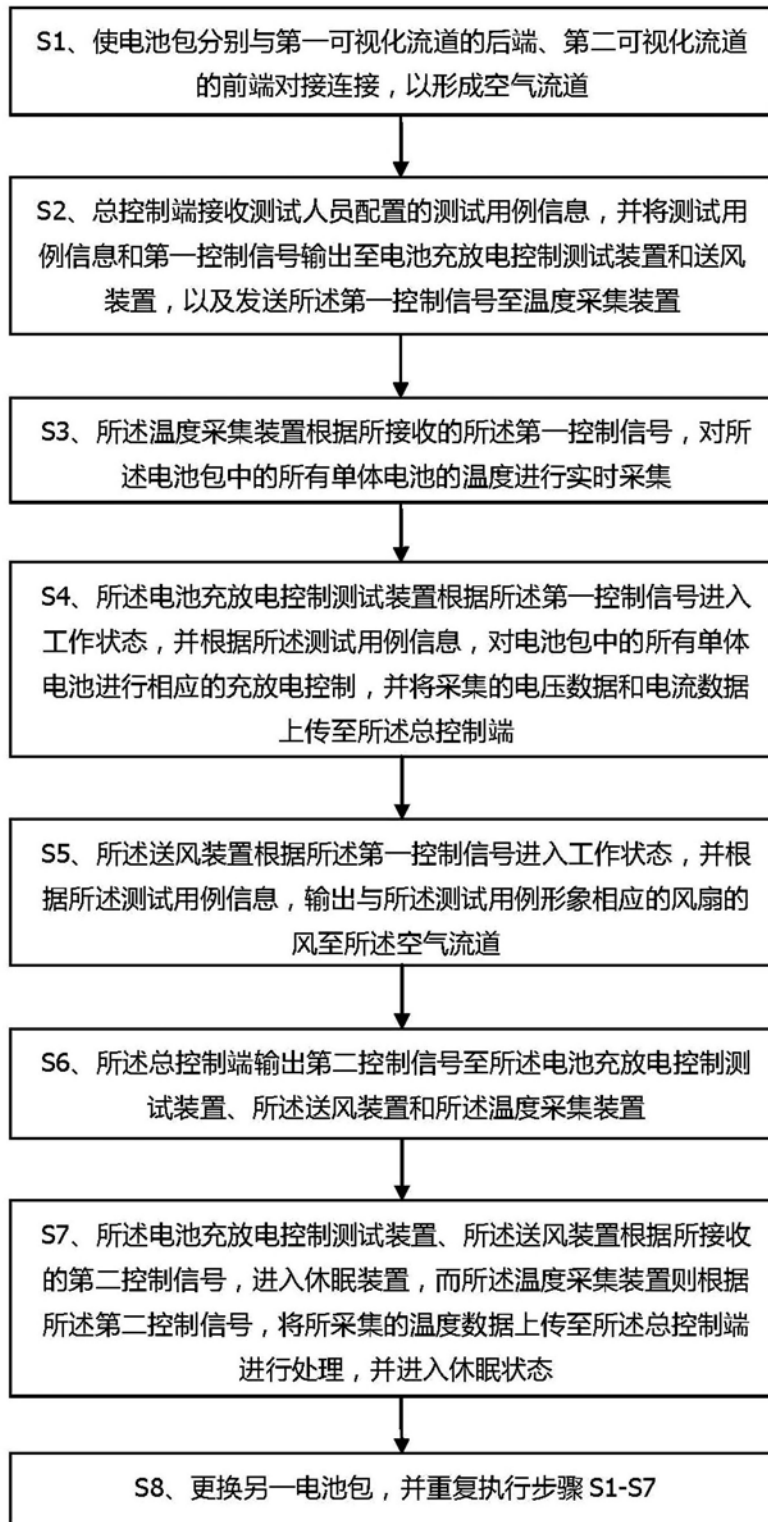 S1、使电池包分别与第一可视化流道的后端、第二可视化流道
的前端对接连接，以形成空气流道
S2、总控制端接收测试人员配置的测试用例信息，并将测试用
例信息和第一控制信号输出至电池充放电控制测试装置和送风
装置，以及发送所述第一控制信号至温度采集装置
S3、所述温度采集装置根据所接收的所述第一控制信号，对所
述电池包中的所有单体电池的温度进行实时采集
S4、所述电池充放电控制测试装置根据所述第一控制信号进入
工作状态，并根据所述测试用例信息，对电池包中的所有单体
电池进行相应的充放电控制，并将采集的电压数据和电流数据
上传至所述总控制端
S5、所述送风装置根据所述第一控制信号进入工作状态，并根
据所述测试用例信息，输出与所述测试用例形象相应的风扇的
风至所述空气流道
S6、所述总控制端输出第二控制信号至所述电池充放电控制测
试装置、所述送风装置和所述温度采集装置
S7、所述电池充放电控制测试装置、所述送风装置根据所接收
的第二控制信号，进入休眠装置，而所述温度采集装置则根据
所述第二控制信号，将所采集的温度数据上传至所述总控制端
进行处理，并进入休眠状态
S8、更换另一电池包，并重复执行步骤 S1-S7